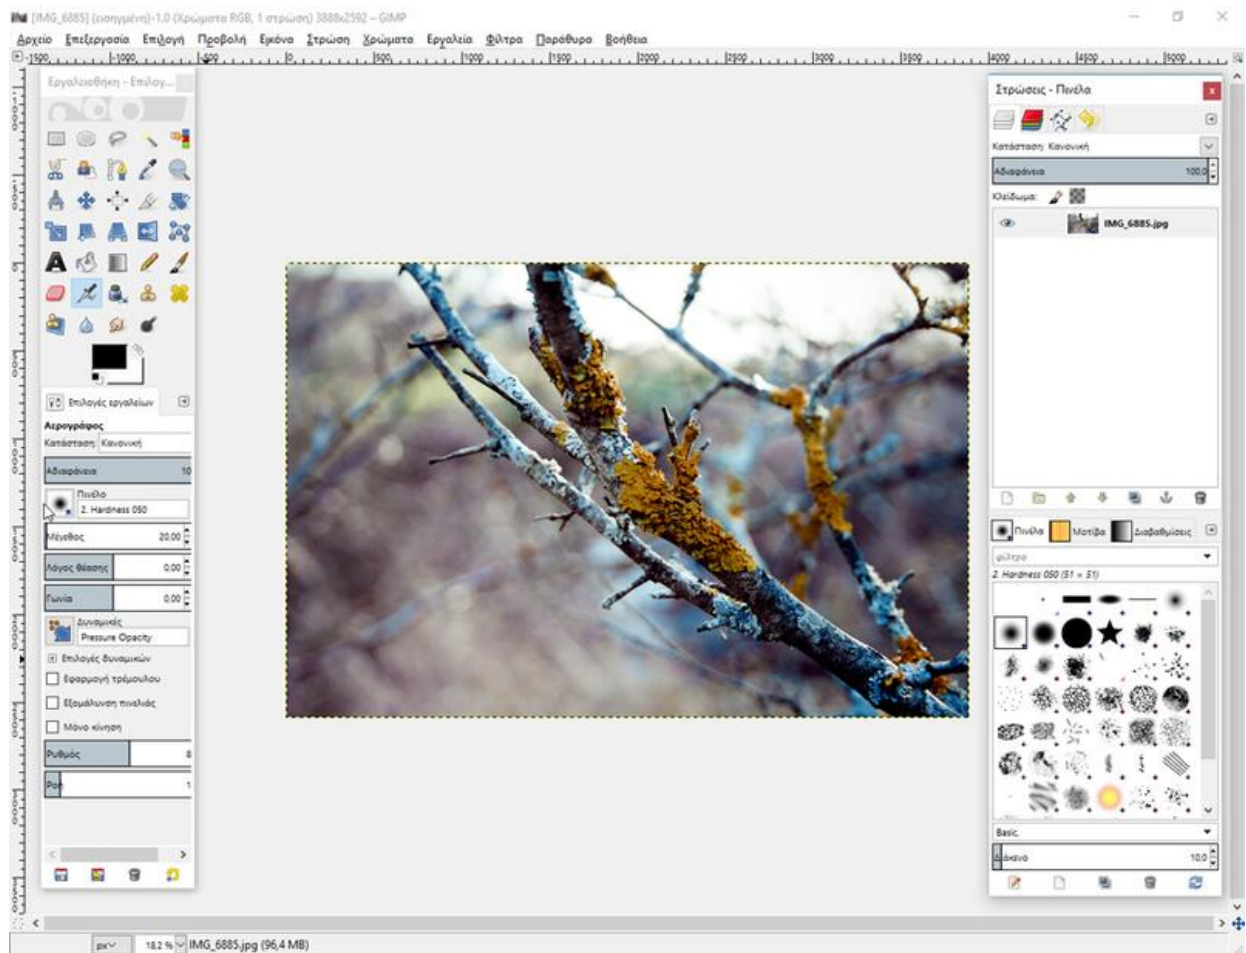 [IMG_6885] (εισηγμένη)-1.0 (Χρώματα RGB, 1 στρώση) 3888x2592 – GIMP
Αρχείο Επεξεργασία Επιλογή Προβολή Εικόνα Στρώση Χρώματα Εργαλεία Φίλτρα Παράθυρα Βοήθεια
Εργαλειοθήκη - Επιλογ...
Επιλογές εργαλείων
Αερογράφος
Κατάσταση: Κανονική
Αδιαφάνεια 10
Πινέλο
2. Hardness 050
Μέγεθος 20,00
Λόγος θέασης 0,00
Γωνία 0,00
Δυναμικές
Pressure Opacity
Επιλογές δυναμικών
Εφαρμογή τρέμουλου
Εξομάλυνση πινελιάς
Μόνο κίνηση
Ρυθμός 8
Ροή 1
Στρώσεις - Πινέλα
Κατάσταση: Κανονική
Αδιαφάνεια 100,0
Κλείδωμα:
IMG_6885.jpg
Πινέλα Μοτίβα Διαβαθμίσεις
φίλτρο
2. Hardness 050 (51 × 51)
Basic.
Διάκενο 10,0
px 18.2 % IMG_6885.jpg (96,4 MB)